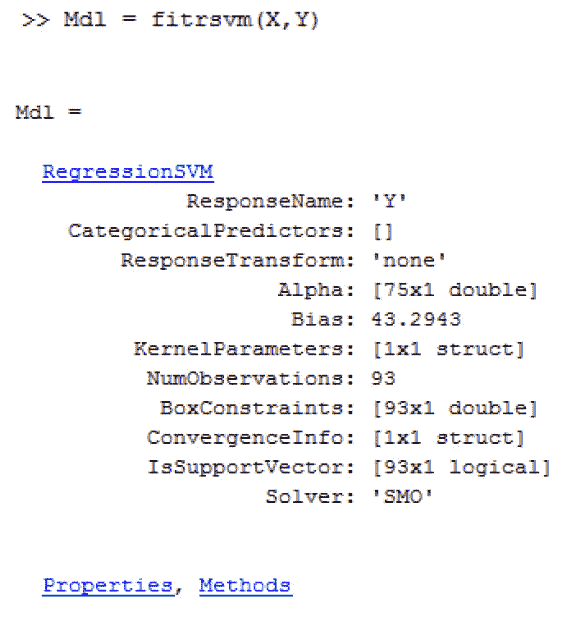 >> Mdl = fitrsvm(X,Y)
Mdl =
RegressionSVM
ResponseName: 'Y'
CategoricalPredictors: []
ResponseTransform: 'none'
Alpha: [75x1 double]
Bias: 43.2943
KernelParameters: [1x1 struct]
NumObservations: 93
BoxConstraints: [93x1 double]
ConvergenceInfo: [1x1 struct]
IsSupportVector: [93x1 logical]
Solver: 'SMO'
Properties, Methods